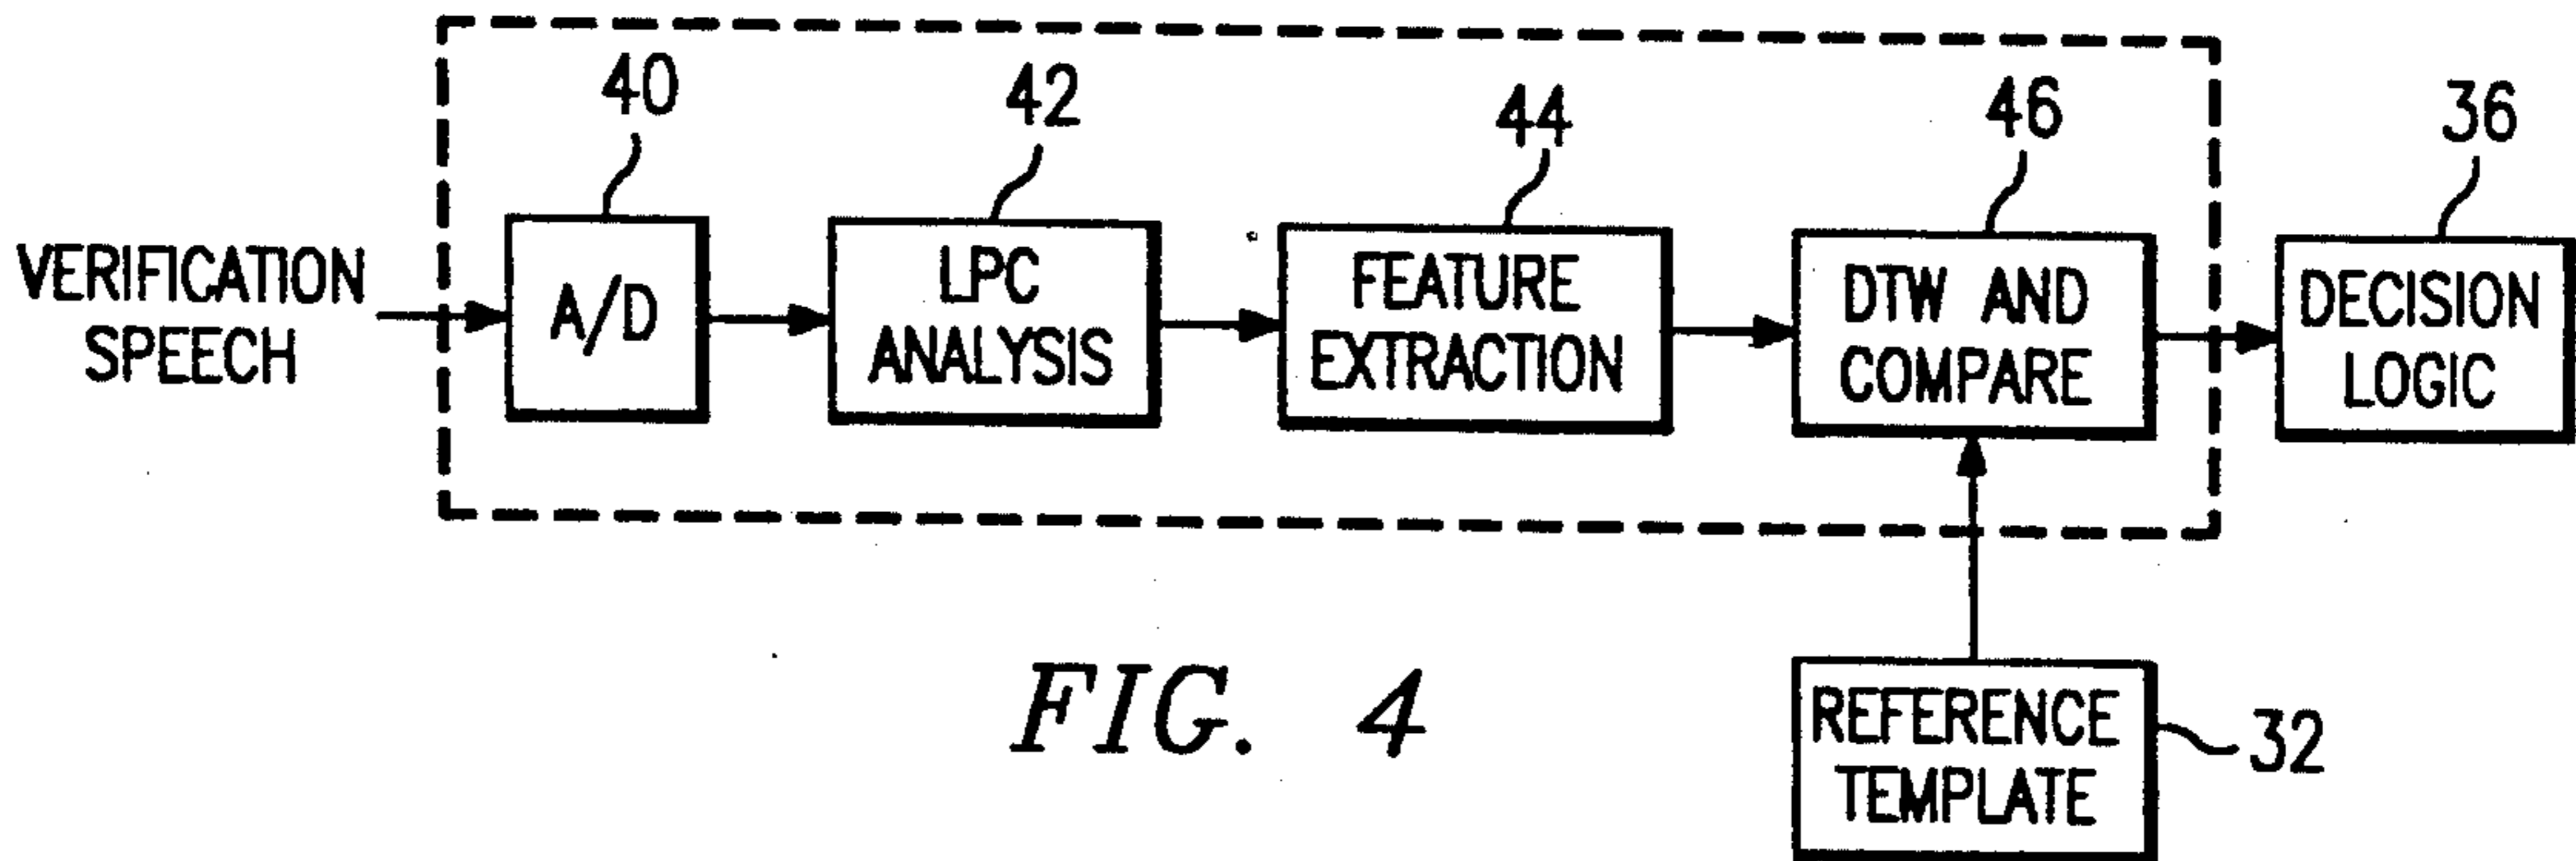 40
42
44
46
36
VERIFICATION
SPEECH
A/D
LPC
ANALYSIS
FEATURE
EXTRACTION
DTW AND
COMPARE
DECISION
LOGIC
FIG. 4
REFERENCE
TEMPLATE
32